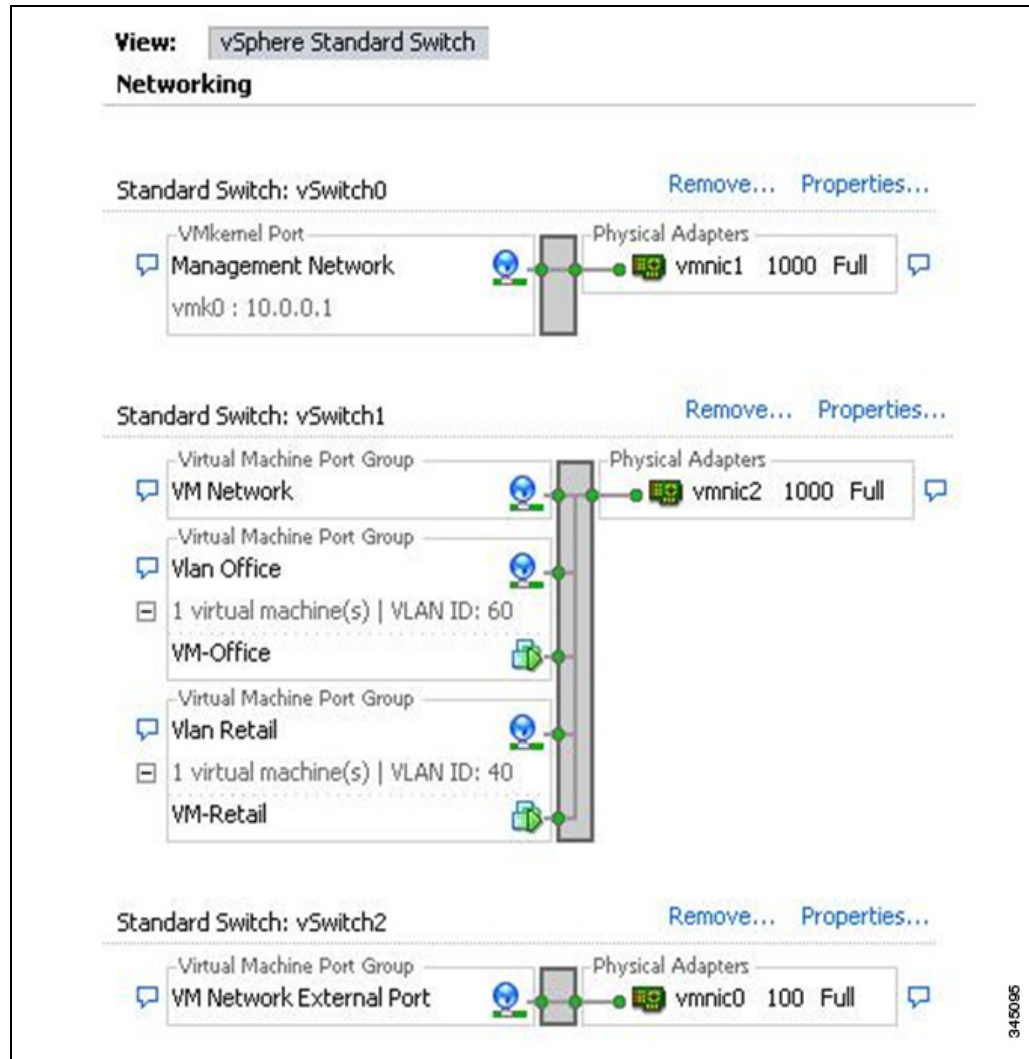 View: vSphere Standard Switch
Networking
Standard Switch: vSwitch0 Remove... Properties...
VMkernel Port Physical Adapters
Management Network vmnic1 1000 Full
vmk0 : 10.0.0.1
Standard Switch: vSwitch1 Remove... Properties...
Virtual Machine Port Group Physical Adapters
VM Network vmnic2 1000 Full
Virtual Machine Port Group
Vlan Office
1 virtual machine(s) | VLAN ID: 60
VM-Office
Virtual Machine Port Group
Vlan Retail
1 virtual machine(s) | VLAN ID: 40
VM-Retail
Standard Switch: vSwitch2 Remove... Properties...
Virtual Machine Port Group Physical Adapters
VM Network External Port vmnic0 100 Full
345095